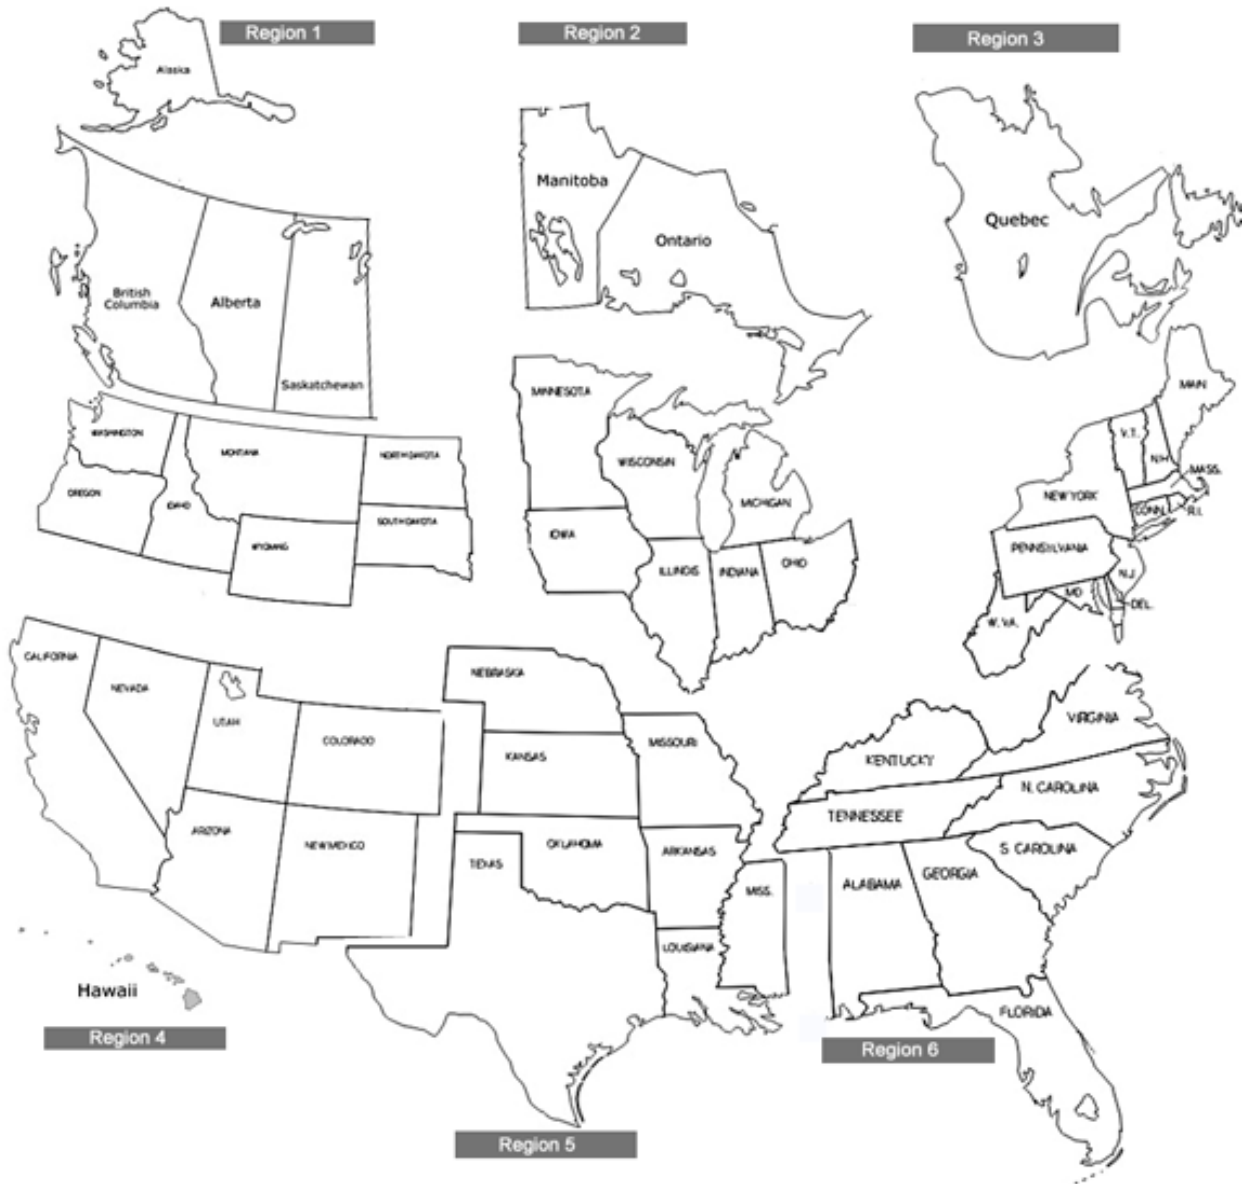 Region 1
Region 2
Region 3
Alaska
Manitoba
Ontario
Quebec
British
Columbia
Alberta
Saskatchewan
MINNESOTA
MAIN
WASHINGTON
MONTANA
NORTH DAKOTA
WISCONSIN
V.T.
N.H
MASS.
OREGON
IDAHO
MICHIGAN
NEW YORK
CONN.
R.I.
WYOMING
SOUTH DAKOTA
IOWA
ILLINOIS
INDIANA
OHIO
PENNSILVANIA
N.J.
MD
DEL.
W. VA.
CALIFORNIA
NEVADA
UTAH
COLORADO
NEBRASKA
KANSAS
MISSOURI
KENTUCKY
VIRGINIA
N. CAROLINA
TENNESSEE
ARIZONA
NEW MEXICO
TEXAS
OKLAHOMA
ARKANSAS
MISS.
ALABAMA
GEORGIA
S. CAROLINA
LOUISIANA
Hawaii
FLORIDA
Region 4
Region 6
Region 5